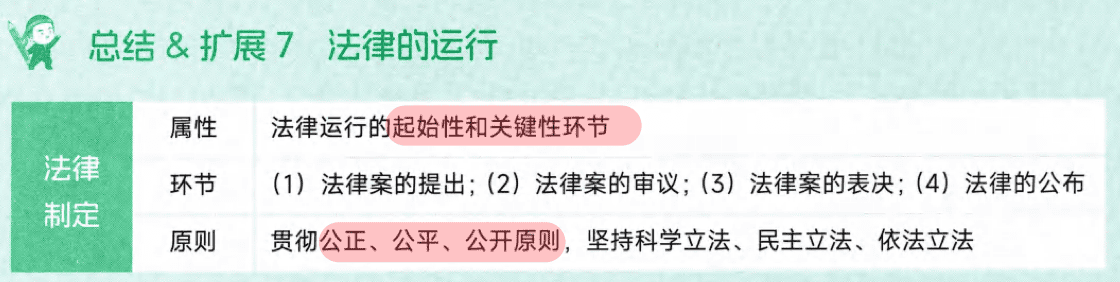 总结 & 扩展 7 法律的运行
法律制定
属性 法律运行的起始性和关键性环节
环节 (1) 法律案的提出；(2) 法律案的审议；(3) 法律案的表决；(4) 法律的公布
原则 贯彻公正、公平、公开原则，坚持科学立法、民主立法、依法立法